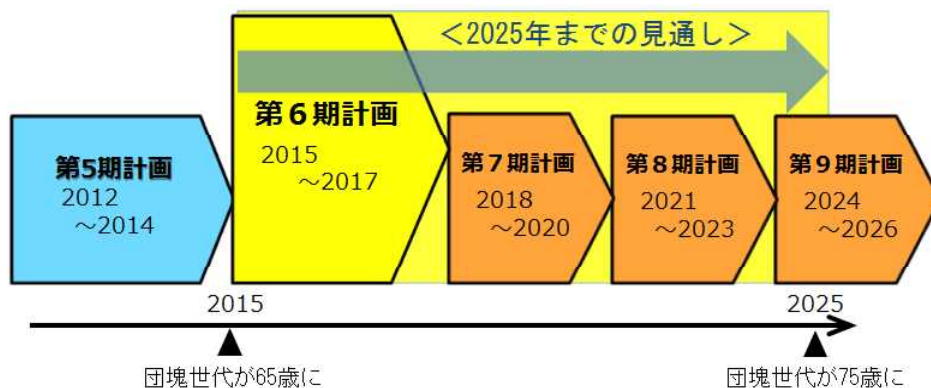 ＜2025年までの見通し＞
第5期計画
2012
～2014
第６期計画
2015
～2017
第７期計画
2018
～2020
第８期計画
2021
～2023
第９期計画
2024
～2026
2015
2025
団塊世代が65歳に
団塊世代が75歳に